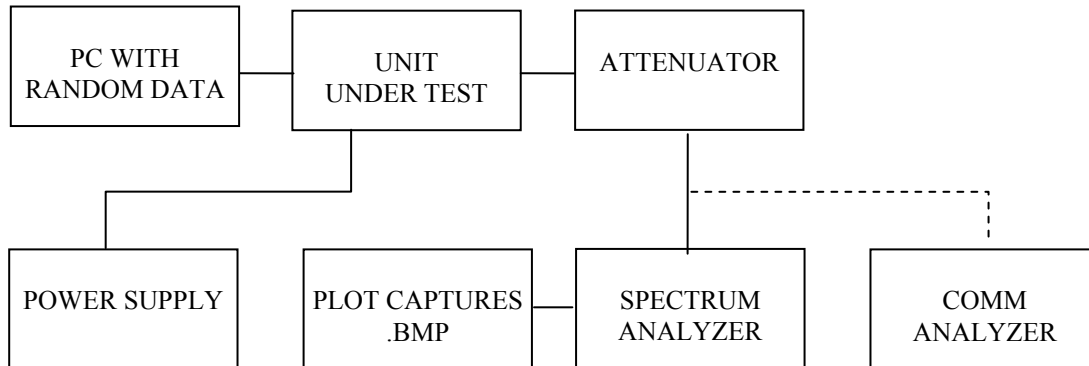 PC WITH
RANDOM DATA
UNIT
UNDER TEST
ATTENUATOR
POWER SUPPLY
PLOT CAPTURES
.BMP
SPECTRUM
ANALYZER
COMM
ANALYZER